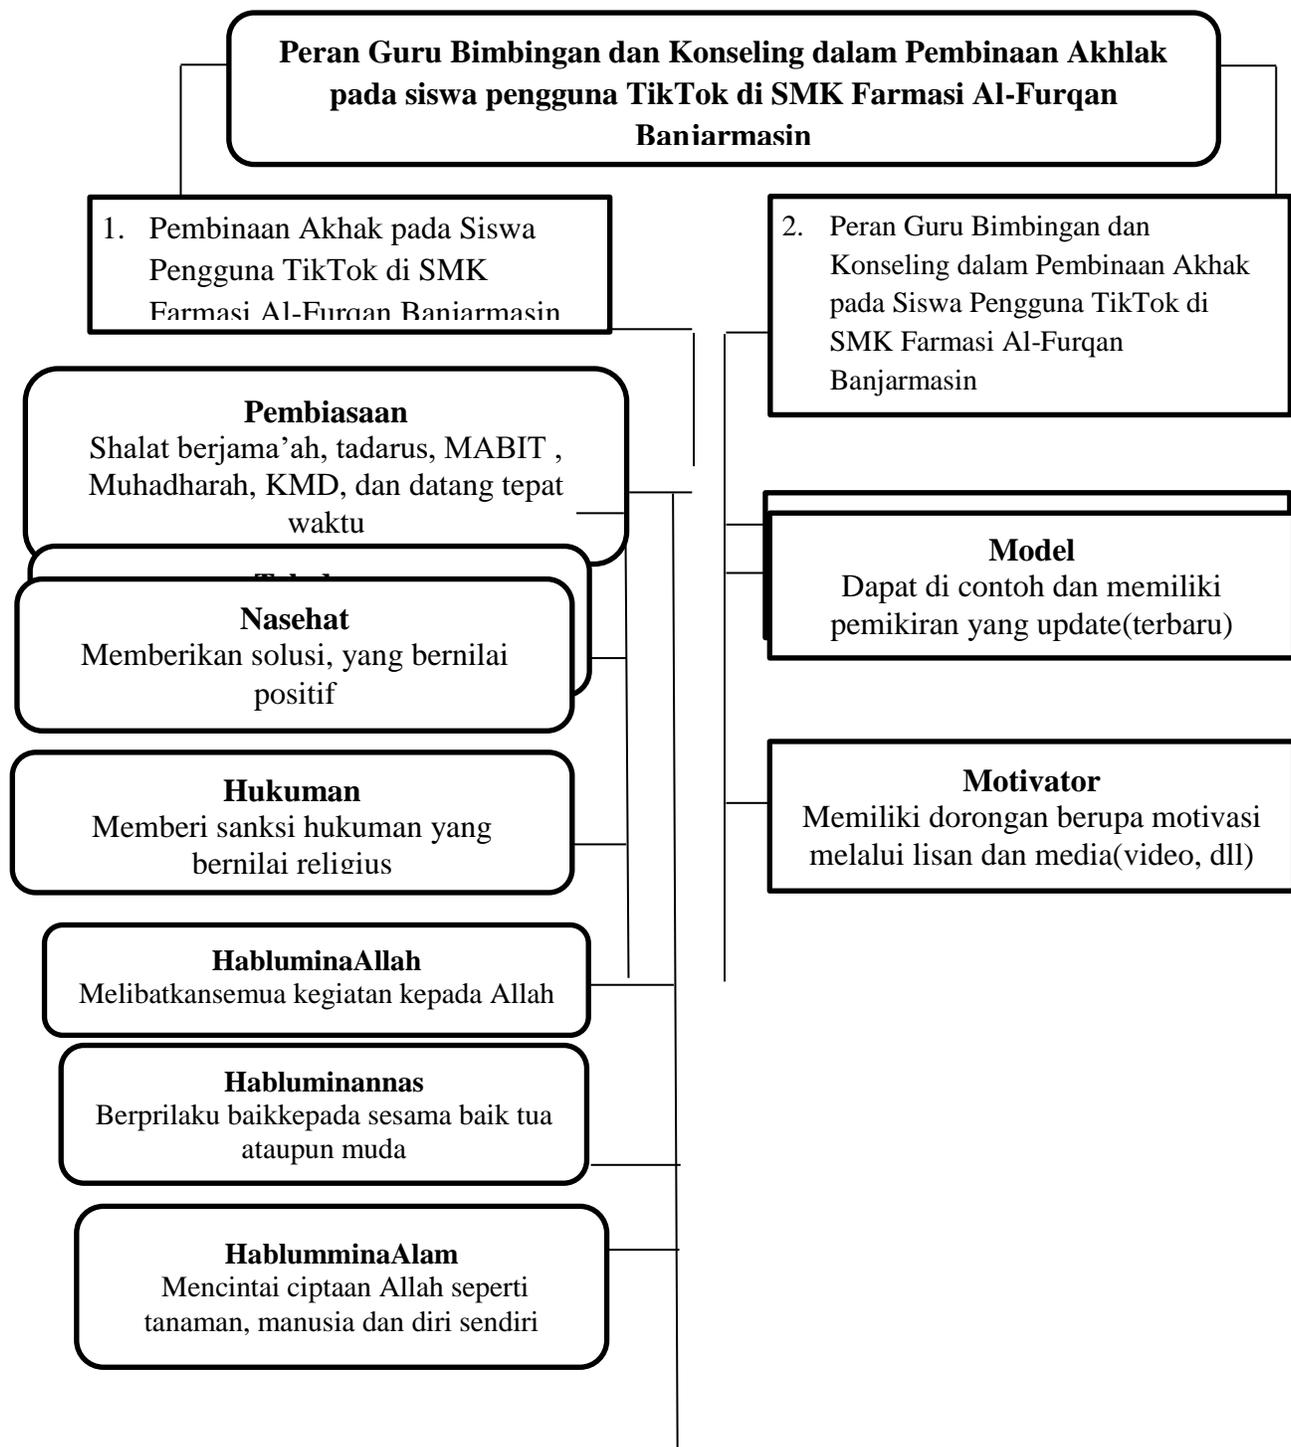 Peran Guru Bimbingan dan Konseling dalam Pembinaan Akhlak
pada siswa pengguna TikTok di SMK Farmasi Al-Furqan
Banjarmasin
1. Pembinaan Akhak pada Siswa
Pengguna TikTok di SMK
Farmasi Al-Furqan Banjarmasin
2. Peran Guru Bimbingan dan
Konseling dalam Pembinaan Akhak
pada Siswa Pengguna TikTok di
SMK Farmasi Al-Furqan
Banjarmasin
Pembiasaan
Shalat berjama’ah, tadarus, MABIT ,
Muhadharah, KMD, dan datang tepat
waktu
Nasehat
Memberikan solusi, yang bernilai
positif
Hukuman
Memberi sanksi hukuman yang
bernilai religius
HabluminaAllah
Melibatkansemua kegiatan kepada Allah
Habluminannas
Berprilaku baikkepada sesama baik tua
ataupun muda
HablumminaAlam
Mencintai ciptaan Allah seperti
tanaman, manusia dan diri sendiri
Model
Dapat di contoh dan memiliki
pemikiran yang update(terbaru)
Motivator
Memiliki dorongan berupa motivasi
melalui lisan dan media(video, dll)